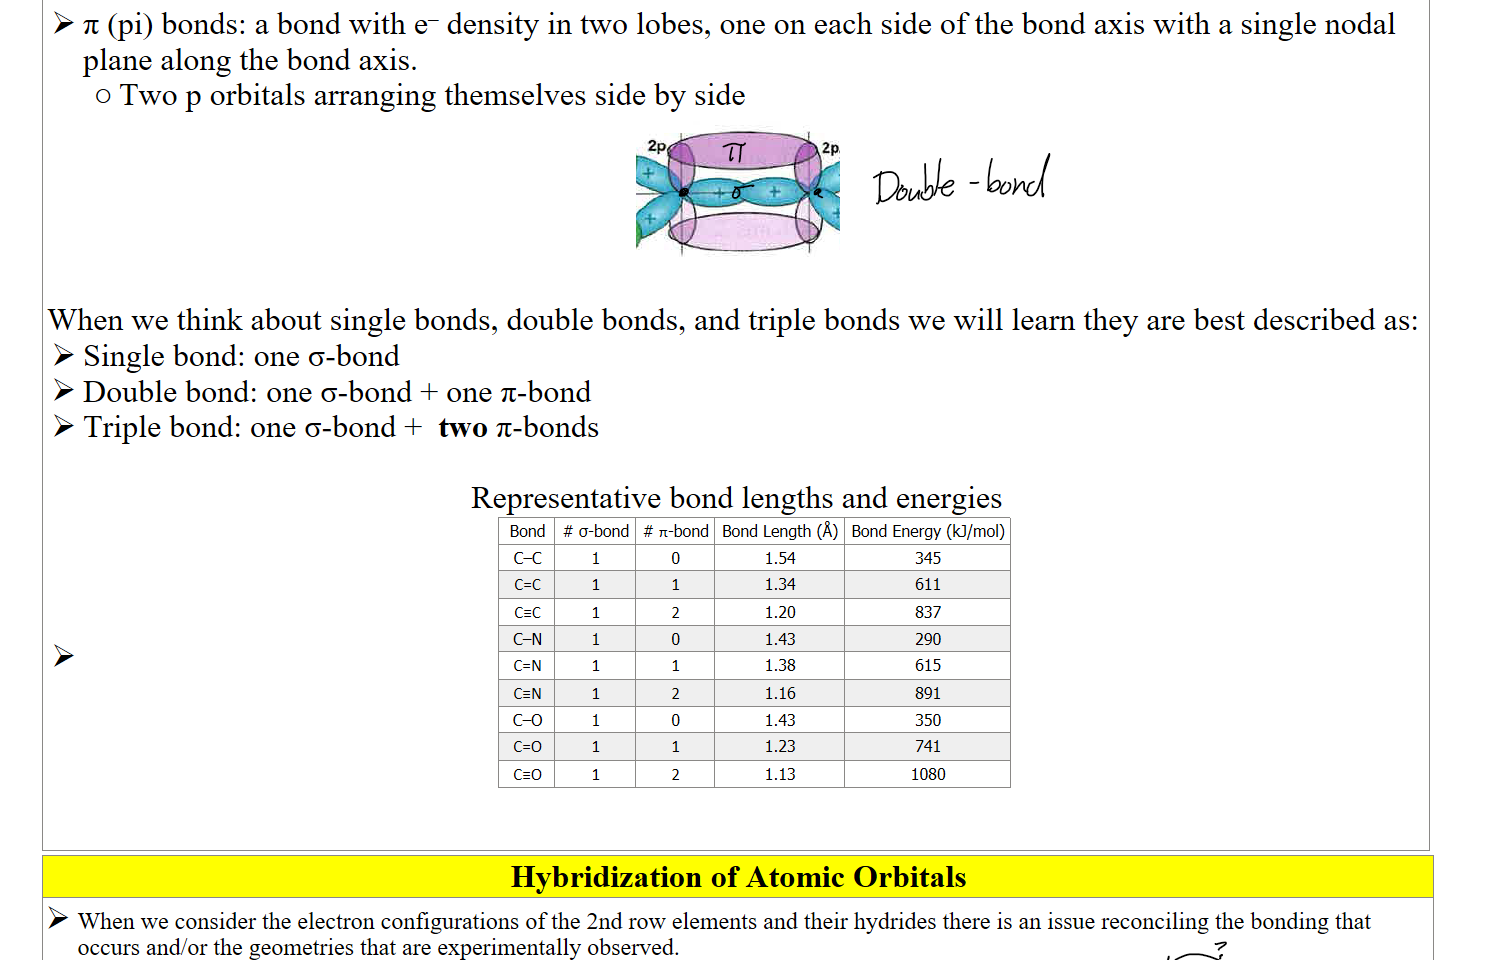 ➢ π (pi) bonds: a bond with e⁻ density in two lobes, one on each side of the bond axis with a single nodal
plane along the bond axis.
○ Two p orbitals arranging themselves side by side
2p π 2p
+ + σ + Double-bond
+ +
When we think about single bonds, double bonds, and triple bonds we will learn they are best described as:
➢ Single bond: one σ-bond
➢ Double bond: one σ-bond + one π-bond
➢ Triple bond: one σ-bond + two π-bonds
Representative bond lengths and energies
Bond # σ-bond # π-bond Bond Length (Å) Bond Energy (kJ/mol)
C–C 1 0 1.54 345
C=C 1 1 1.34 611
C≡C 1 2 1.20 837
C–N 1 0 1.43 290
C=N 1 1 1.38 615
C≡N 1 2 1.16 891
C–O 1 0 1.43 350
C=O 1 1 1.23 741
C≡O 1 2 1.13 1080
Hybridization of Atomic Orbitals
➢ When we consider the electron configurations of the 2nd row elements and their hydrides there is an issue reconciling the bonding that
occurs and/or the geometries that are experimentally observed.
?